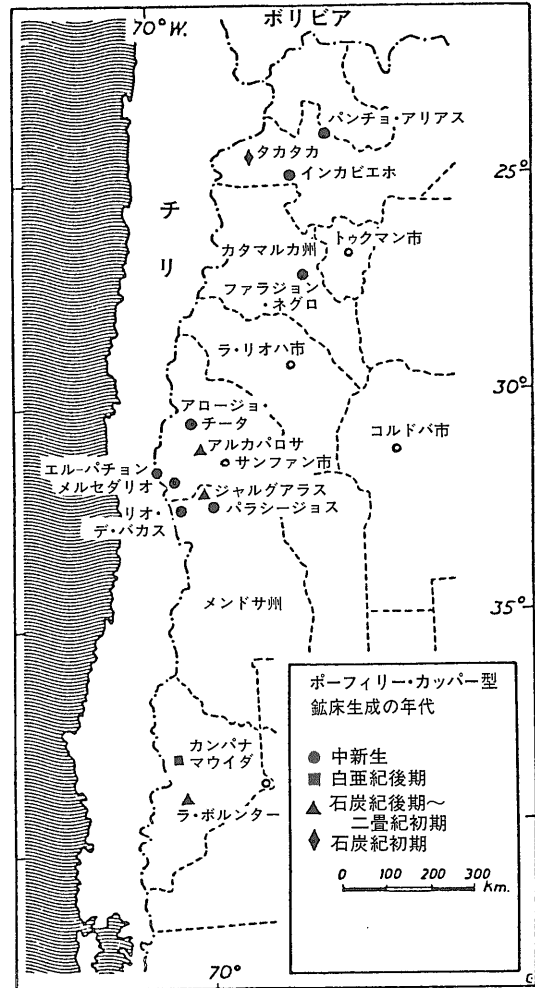 70°W.
ボリビア
パンチョ・アリアス
タカタカ
インカビエホ
25°
チリ
カタマルカ州
トゥクマン市
ファラジョン
・ネグロ
ラ・リオハ市
30°
アロージョ・
チータ
コルドバ市
アルカパロサ
サンファン市
エル-パチョン
メルセダリオ
ジャルグアラス
リオ・
デ・バカス
パラシージョス
メンドサ州
35°
ポーフィリー・カッパー型
鉱床生成の年代
カンパナ
マウイダ
中新生
白亜紀後期
石炭紀後期~
二畳紀初期
石炭紀初期
ラ・ボルンター
0 100 200 300
km.
70°